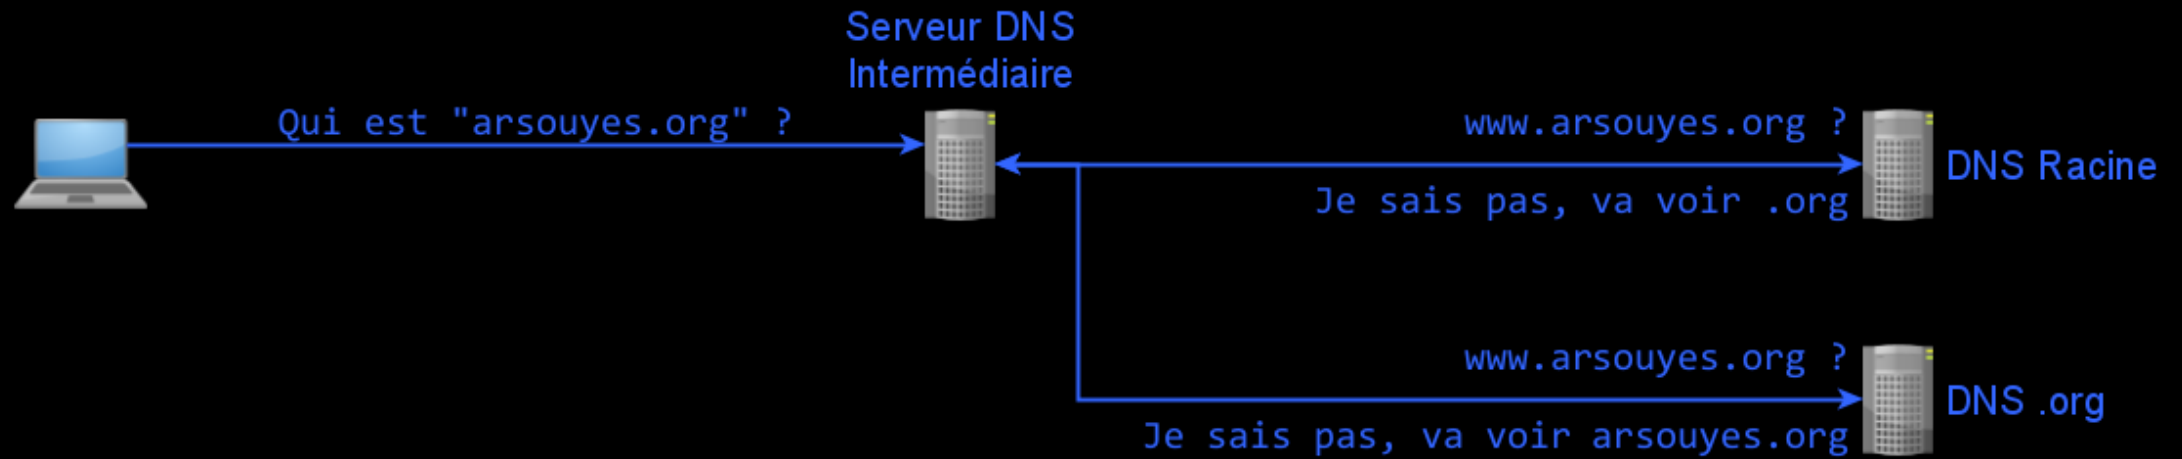 Serveur DNS
Intermédiaire
Qui est "arsouyes.org" ?
www.arsouyes.org ?
DNS Racine
Je sais pas, va voir .org
www.arsouyes.org ?
DNS .org
Je sais pas, va voir arsouyes.org